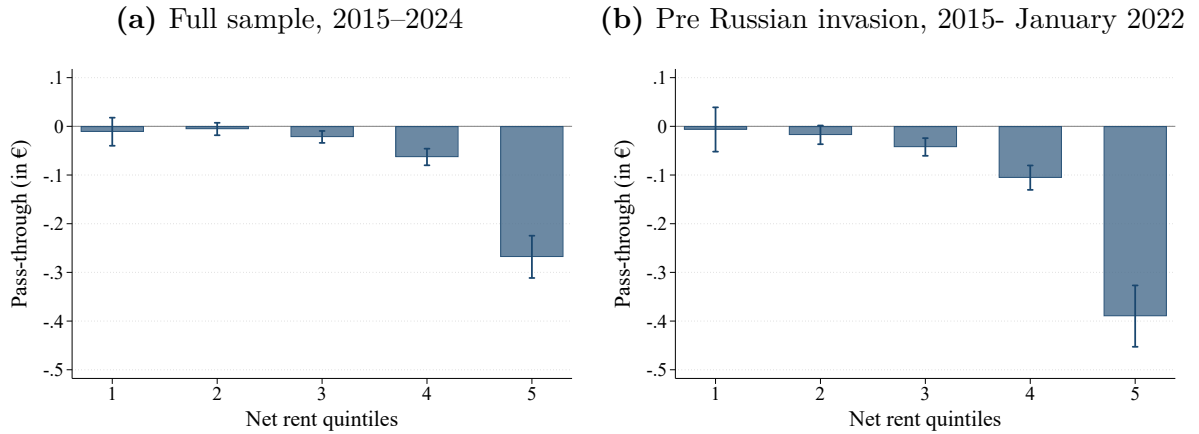 (a) Full sample, 2015–2024
.1
0
-.1
-.2
-.3
-.4
-.5
Pass-through (in €)
1 2 3 4 5
Net rent quintiles
(b) Pre Russian invasion, 2015- January 2022
.1
0
-.1
-.2
-.3
-.4
-.5
Pass-through (in €)
1 2 3 4 5
Net rent quintiles